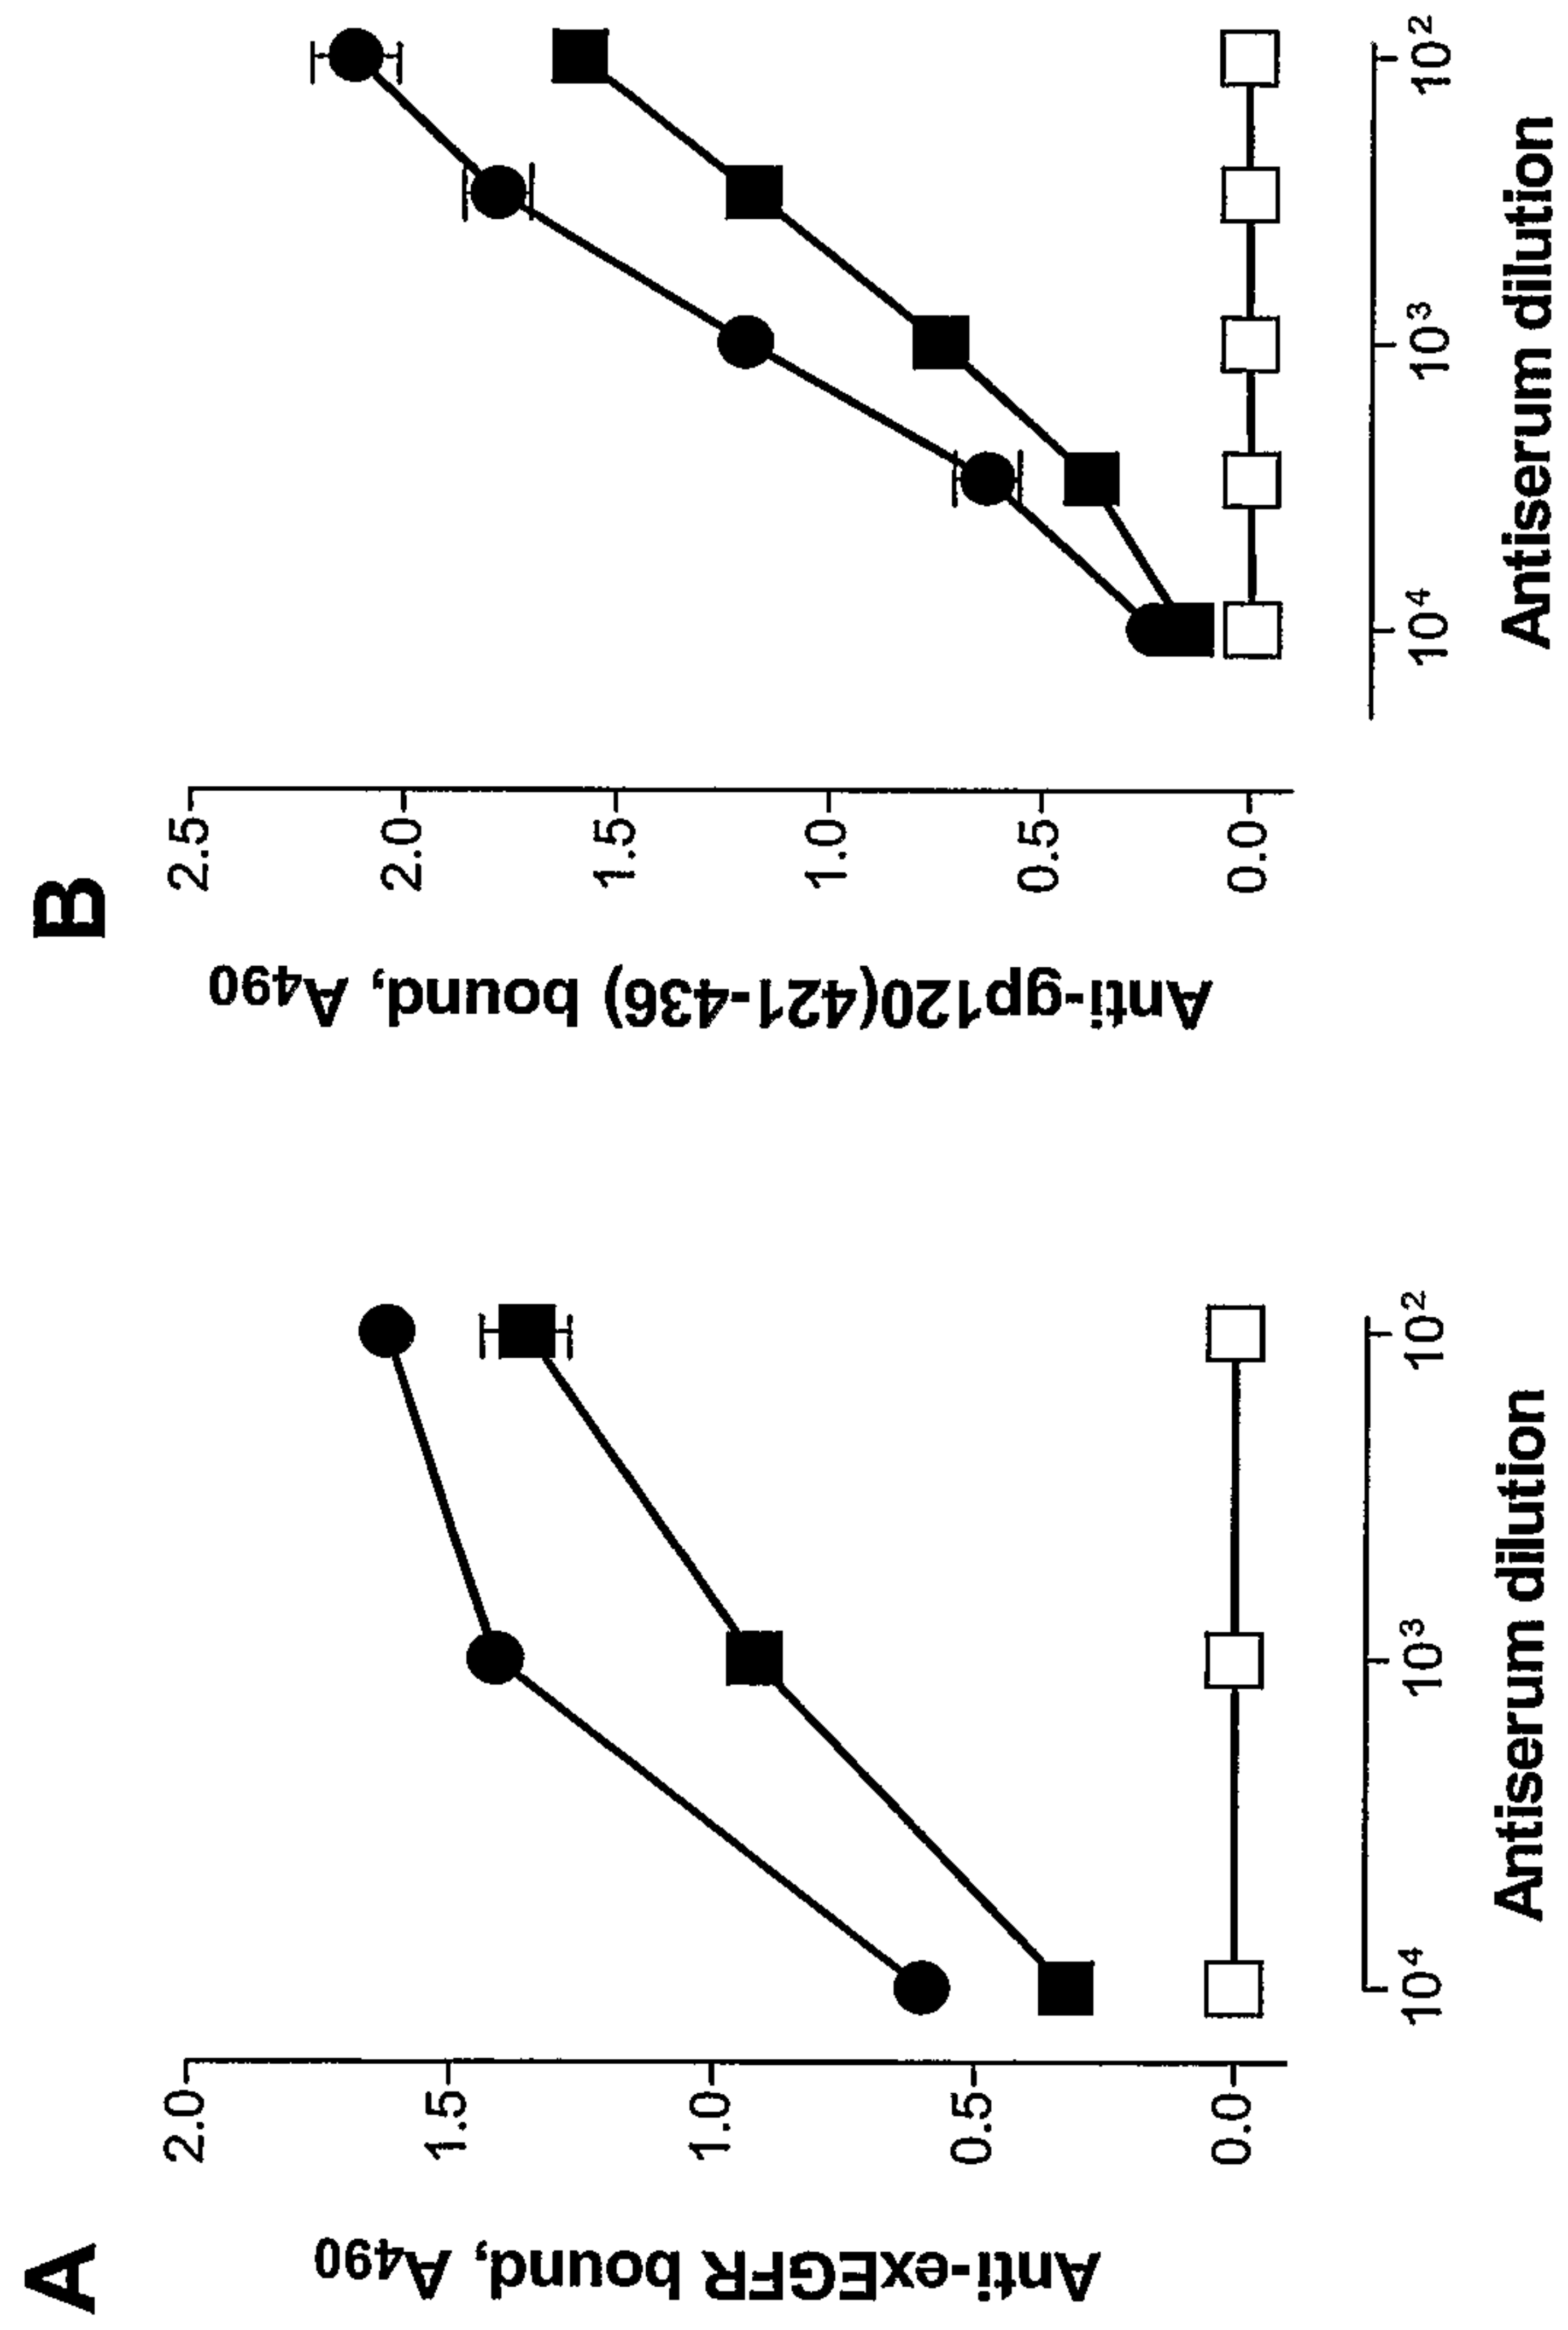 A
Anti-exEGFR bound, A490
2.0
1.5
1.0
0.5
0.0
10⁴
10³
10²
Antiserum dilution
B
Anti-gp120(421-436) bound, A490
2.5
2.0
1.5
1.0
0.5
0.0
10⁴
10³
10²
Antiserum dilution